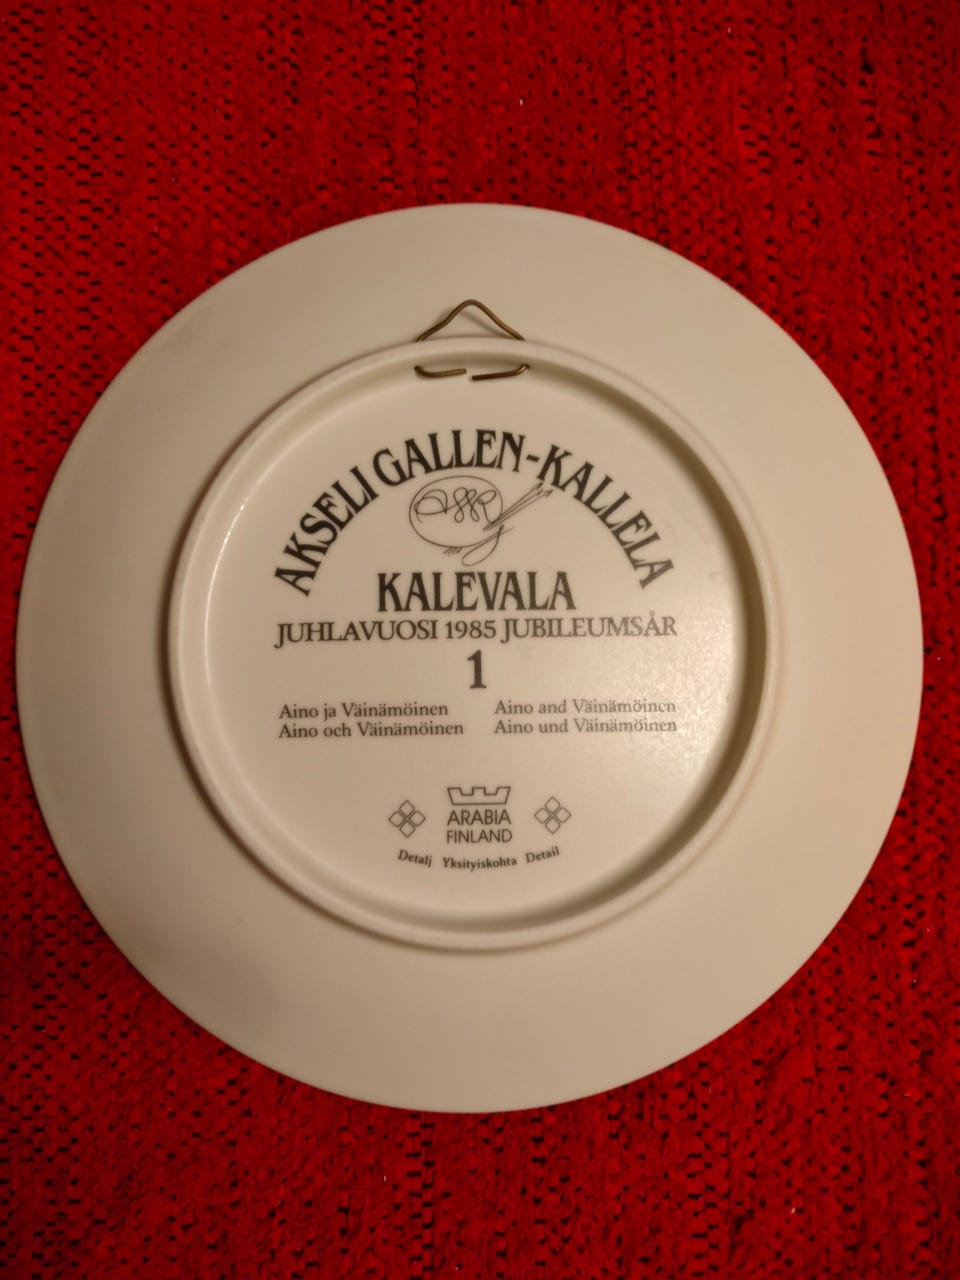 AKSELI GALLEN-KALLELA
KALEVALA
JUHLAVUOSI 1985 JUBILEUMSÅR
1
Aino ja Väinämöinen
Aino och Väinämöinen
Aino and Väinämöinen
Aino und Väinämöinen
ARABIA
FINLAND
Detalj Yksityiskohta Detail